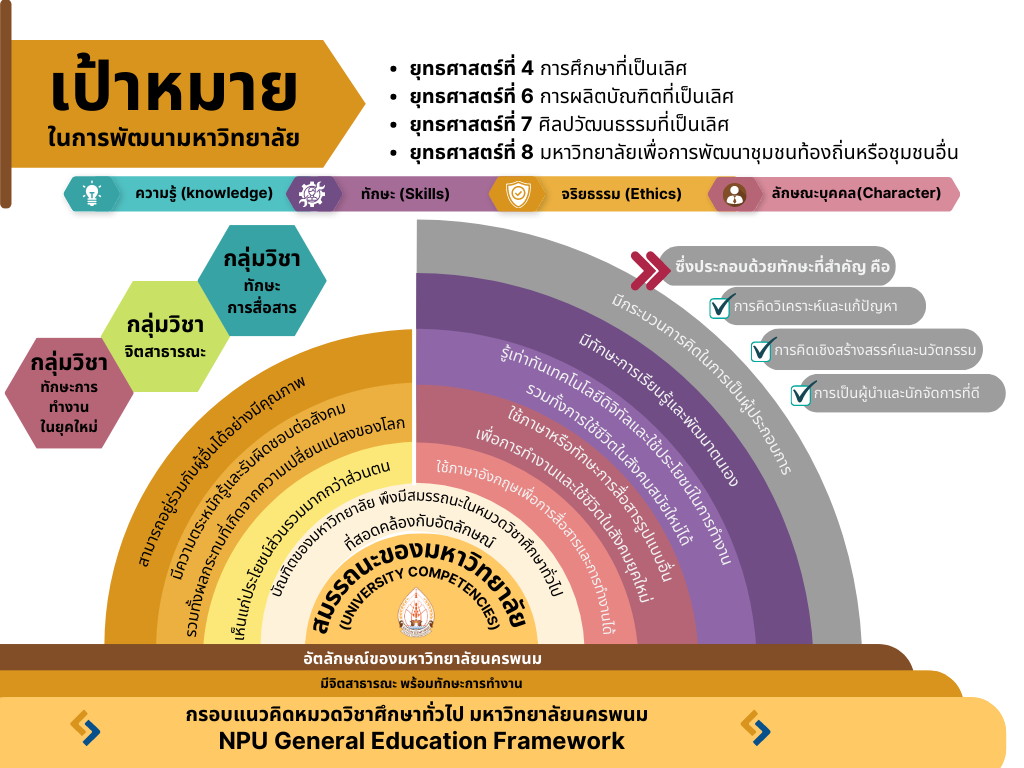 เป้าหมาย
ในการพัฒนามหาวิทยาลัย
• ยุทธศาสตร์ที่ 4 การศึกษาที่เป็นเลิศ
• ยุทธศาสตร์ที่ 6 การผลิตบัณฑิตที่เป็นเลิศ
• ยุทธศาสตร์ที่ 7 ศิลปวัฒนธรรมที่เป็นเลิศ
• ยุทธศาสตร์ที่ 8 มหาวิทยาลัยเพื่อการพัฒนาชุมชนท้องถิ่นหรือชุมชนอื่น
ความรู้ (knowledge)
ทักษะ (Skills)
จริยธรรม (Ethics)
ลักษณะบุคคล(Character)
กลุ่มวิชา
ทักษะ
การสื่อสาร
กลุ่มวิชา
จิตสาธารณะ
กลุ่มวิชา
ทักษะการ
ทำงาน
ในยุคใหม่
ซึ่งประกอบด้วยทักษะที่สำคัญ คือ
การคิดวิเคราะห์และแก้ปัญหา
การคิดเชิงสร้างสรรค์และนวัตกรรม
การเป็นผู้นำและนักจัดการที่ดี
สามารถอยู่ร่วมกับผู้อื่นได้อย่างมีคุณภาพ
มีความตระหนักรู้และรับผิดชอบต่อสังคม
รวมทั้งผลกระทบที่เกิดจากความเปลี่ยนแปลงของโลก
เห็นแก่ประโยชน์ส่วนรวมมากกว่าส่วนตน
มีกระบวนการคิดในการเป็นผู้ประกอบการ
มีทักษะการเรียนรู้และพัฒนาตนเอง
รู้เท่าทันเทคโนโลยีดิจิทัลและใช้ประโยชน์ในการทำงาน
รวมทั้งการใช้ชีวิตในสังคมสมัยใหม่ได้
ใช้ภาษาหรือทักษะการสื่อสารรูปแบบอื่น
เพื่อการทำงานและใช้ชีวิตในสังคมยุคใหม่
ใช้ภาษาอังกฤษเพื่อการสื่อสารและการทำงานได้
บัณฑิตของมหาวิทยาลัย พึงมีสมรรถนะในหมวดวิชาศึกษาทั่วไป
ที่สอดคล้องกับอัตลักษณ์
สมรรถนะของมหาวิทยาลัย
(UNIVERSITY COMPETENCIES)
อัตลักษณ์ของมหาวิทยาลัยนครพนม
มีจิตสาธารณะ พร้อมทักษะการทำงาน
กรอบแนวคิดหมวดวิชาศึกษาทั่วไป มหาวิทยาลัยนครพนม
NPU General Education Framework